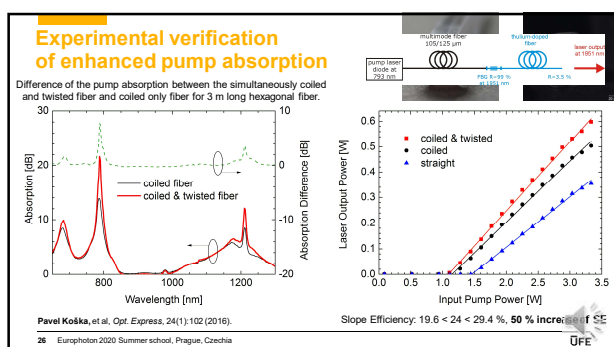 Experimental verification
of enhanced pump absorption
multimode fiber
105/125 µm
thulium-doped
fiber
laser output
at 1951 nm
pump laser
diode at
793 nm
FBG R~99 %
at 1951 nm
R~3.5 %
Difference of the pump absorption between the simultaneously coiled
and twisted fiber and coiled only fiber for 3 m long hexagonal fiber.
Absorption [dB]
30
20
10
0
10
0
-10
-20
Absorption Difference [dB]
coiled fiber
coiled & twisted fiber
800
1000
1200
Wavelength [nm]
Laser Output Power [W]
0.6
0.5
0.4
0.3
0.2
0.1
0.0
coiled & twisted
coiled
straight
0.0
0.5
1.0
1.5
2.0
2.5
3.0
3.5
Input Pump Power [W]
Pavel Koška, et al, Opt. Express, 24(1):102 (2016).
Slope Efficiency: 19.6 < 24 < 29.4 %, 50 % increase of SE
26 Europhoton 2020 Summer school, Prague, Czechia
ÚFE